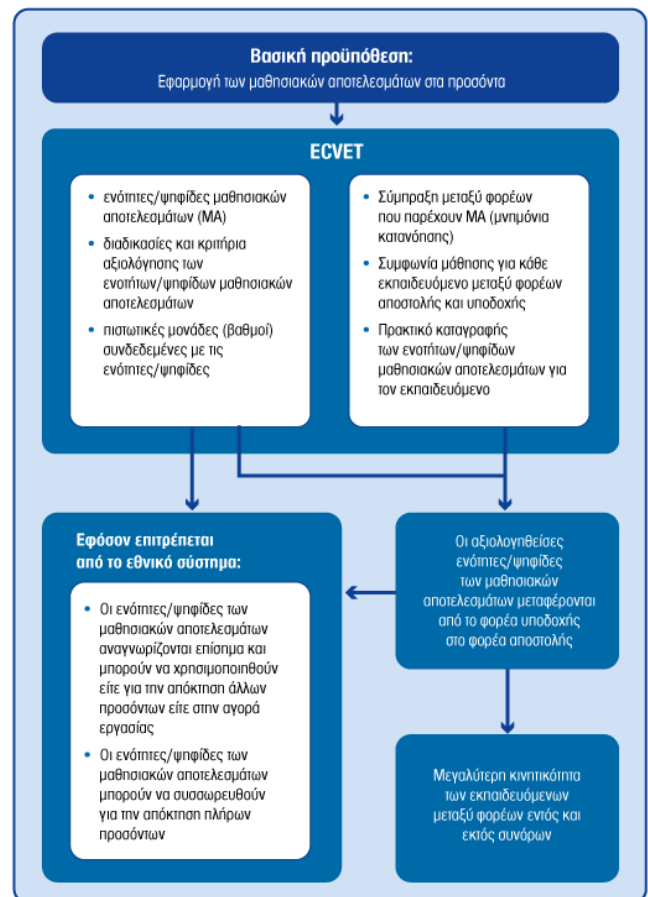 Βασική προϋπόθεση:
Εφαρμογή των μαθησιακών αποτελεσμάτων στα προσόντα
ECVET
• ενότητες/ψηφίδες μαθησιακών
αποτελεσμάτων (ΜΑ)
• διαδικασίες και κριτήρια
αξιολόγησης των
ενοτήτων/ψηφίδων μαθησιακών
αποτελεσμάτων
• πιστωτικές μονάδες (βαθμοί)
συνδεδεμένες με τις
ενότητες/ψηφίδες
• Σύμπραξη μεταξύ φορέων
που παρέχουν ΜΑ (μνημόνια
κατανόησης)
• Συμφωνία μάθησης για κάθε
εκπαιδευόμενο μεταξύ φορέων
αποστολής και υποδοχής
• Πρακτικό καταγραφής
των ενοτήτων/ψηφίδων
μαθησιακών αποτελεσμάτων για
τον εκπαιδευόμενο
Εφόσον επιτρέπεται
από το εθνικό σύστημα:
• Οι ενότητες/ψηφίδες των
μαθησιακών αποτελεσμάτων
αναγνωρίζονται επίσημα και
μπορούν να χρησιμοποιηθούν
είτε για την απόκτηση άλλων
προσόντων είτε στην αγορά
εργασίας
• Οι ενότητες/ψηφίδες των
μαθησιακών αποτελεσμάτων
μπορούν να συσσωρευθούν
για την απόκτηση πλήρων
προσόντων
Οι αξιολογηθείσες
ενότητες/ψηφίδες
των μαθησιακών
αποτελεσμάτων μεταφέρονται
από το φορέα υποδοχής
στο φορέα αποστολής
Μεγαλύτερη κινητικότητα
των εκπαιδευόμενων
μεταξύ φορέων εντός και
εκτός συνόρων